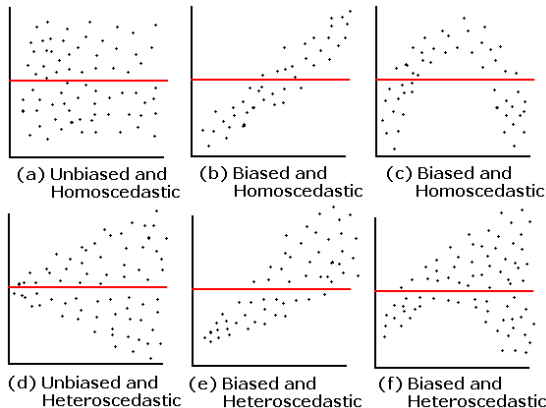 (a) Unbiased and
Homoscedastic
(b) Biased and
Homoscedastic
(c) Biased and
Homoscedastic
(d) Unbiased and
Heteroscedastic
(e) Biased and
Heteroscedastic
(f) Biased and
Heteroscedastic